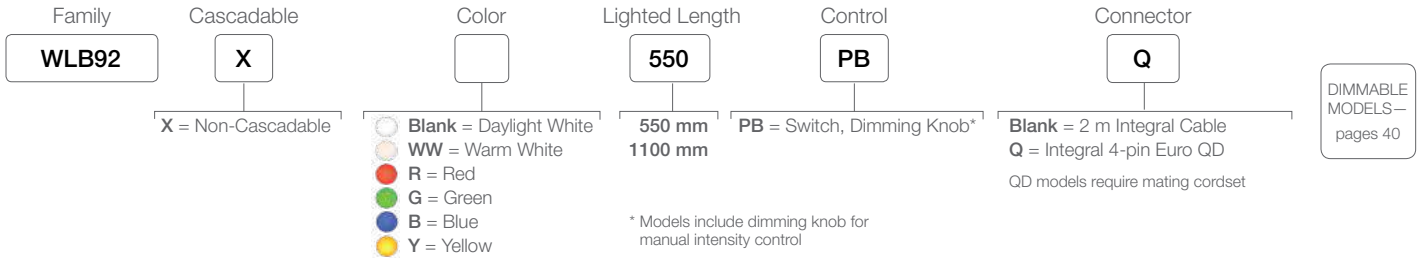 Family Cascadable Color Lighted Length Control Connector
WLB92 X 550 PB Q
DIMMABLE
MODELS—
pages 40
X = Non-Cascadable
Blank = Daylight White
WW = Warm White
R = Red
G = Green
B = Blue
Y = Yellow
550 mm
1100 mm
PB = Switch, Dimming Knob*
* Models include dimming knob for
manual intensity control
Blank = 2 m Integral Cable
Q = Integral 4-pin Euro QD
QD models require mating cordset